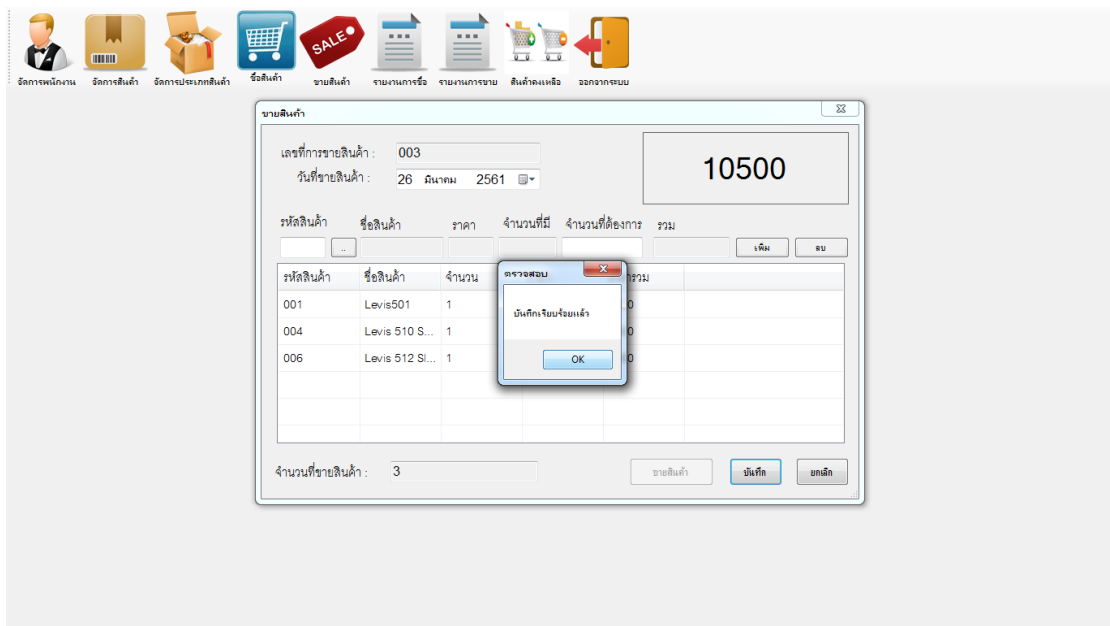 SALE
จัดการพนักงาน จัดการสินค้า จัดการประเภทสินค้า ซื้อสินค้า ขายสินค้า รายงานการซื้อ รายงานการขาย สินค้าคงเหลือ ออกจากระบบ
ขายสินค้า
เลขที่การขายสินค้า : 003
10500
วันที่ขายสินค้า : 26 มีนาคม 2561
รหัสสินค้า ชื่อสินค้า ราคา จำนวนที่มี จำนวนที่ต้องการ รวม
.. เพิ่ม ลบ
รหัสสินค้า ชื่อสินค้า จำนวน
001 Levis501 1
004 Levis 510 S... 1
006 Levis 512 Sl... 1
ตรวจสอบ
บันทึกเรียบร้อยแล้ว
OK
จำนวนที่ขายสินค้า : 3 ขายสินค้า บันทึก ยกเลิก